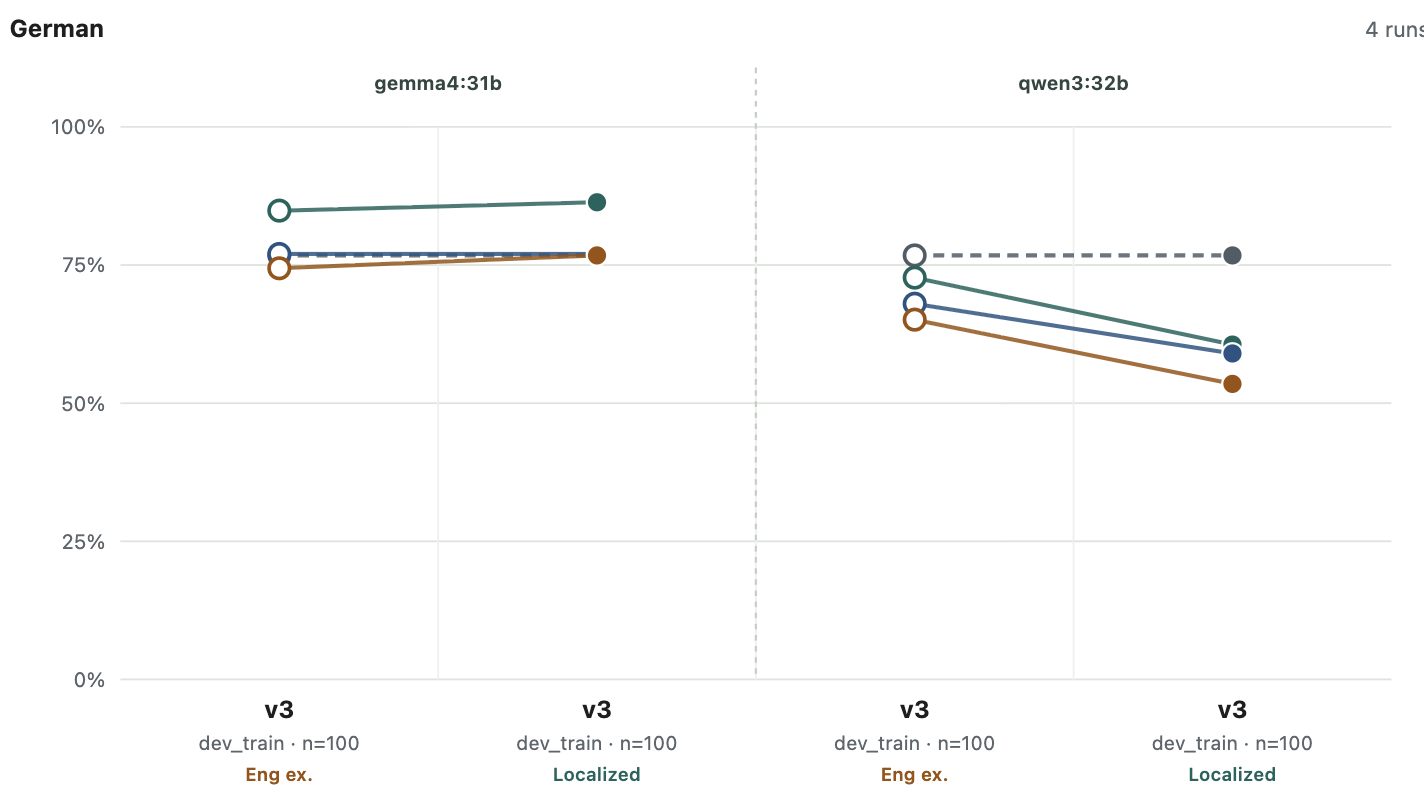 German
4 runs
gemma4:31b
qwen3:32b
100%
75%
50%
25%
0%
v3
v3
v3
v3
dev_train · n=100
dev_train · n=100
dev_train · n=100
dev_train · n=100
Eng ex.
Localized
Eng ex.
Localized